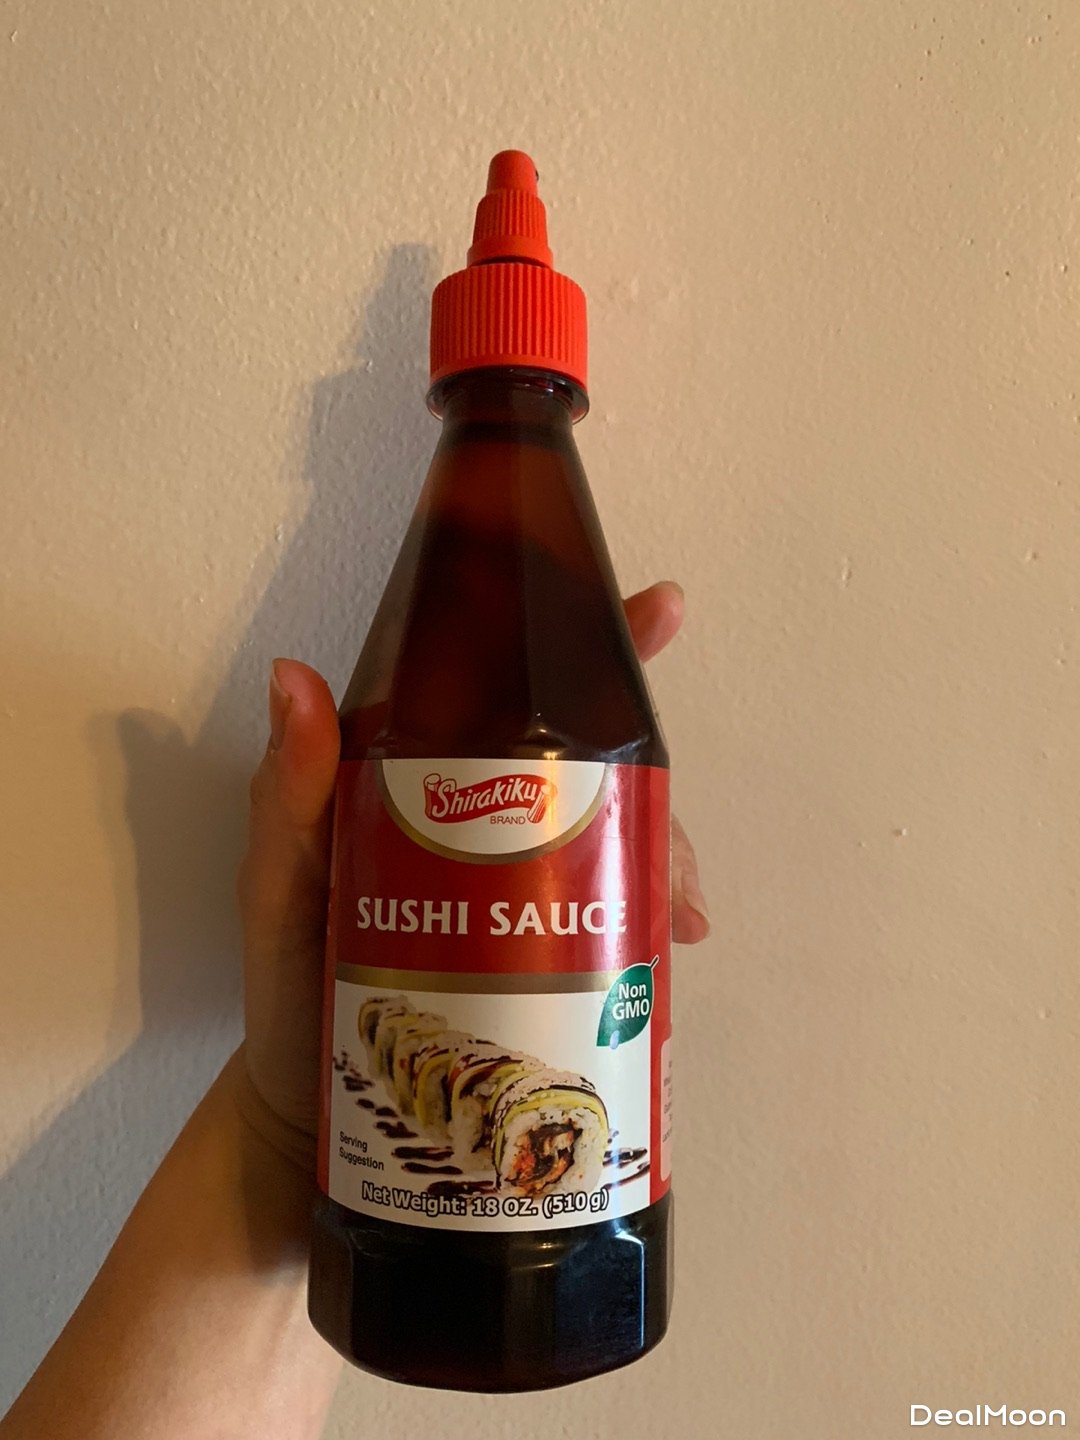 Shirakiku
BRAND
SUSHI SAUCE
Non
GMO
Serving
Suggestion
Net Weight: 18 OZ. (510 g)
DealMoon